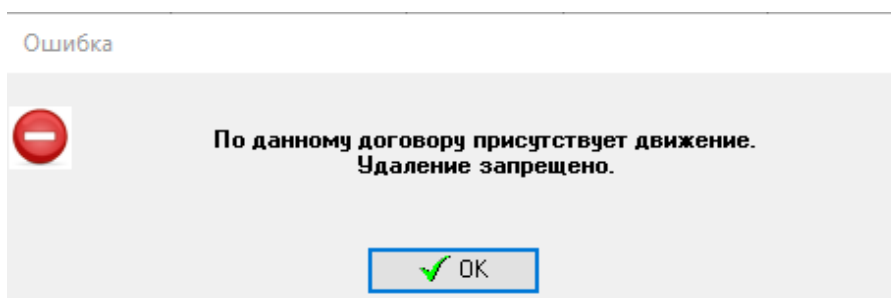 Ошибка
По данному договору присутствует движение.
Удаление запрещено.
OK